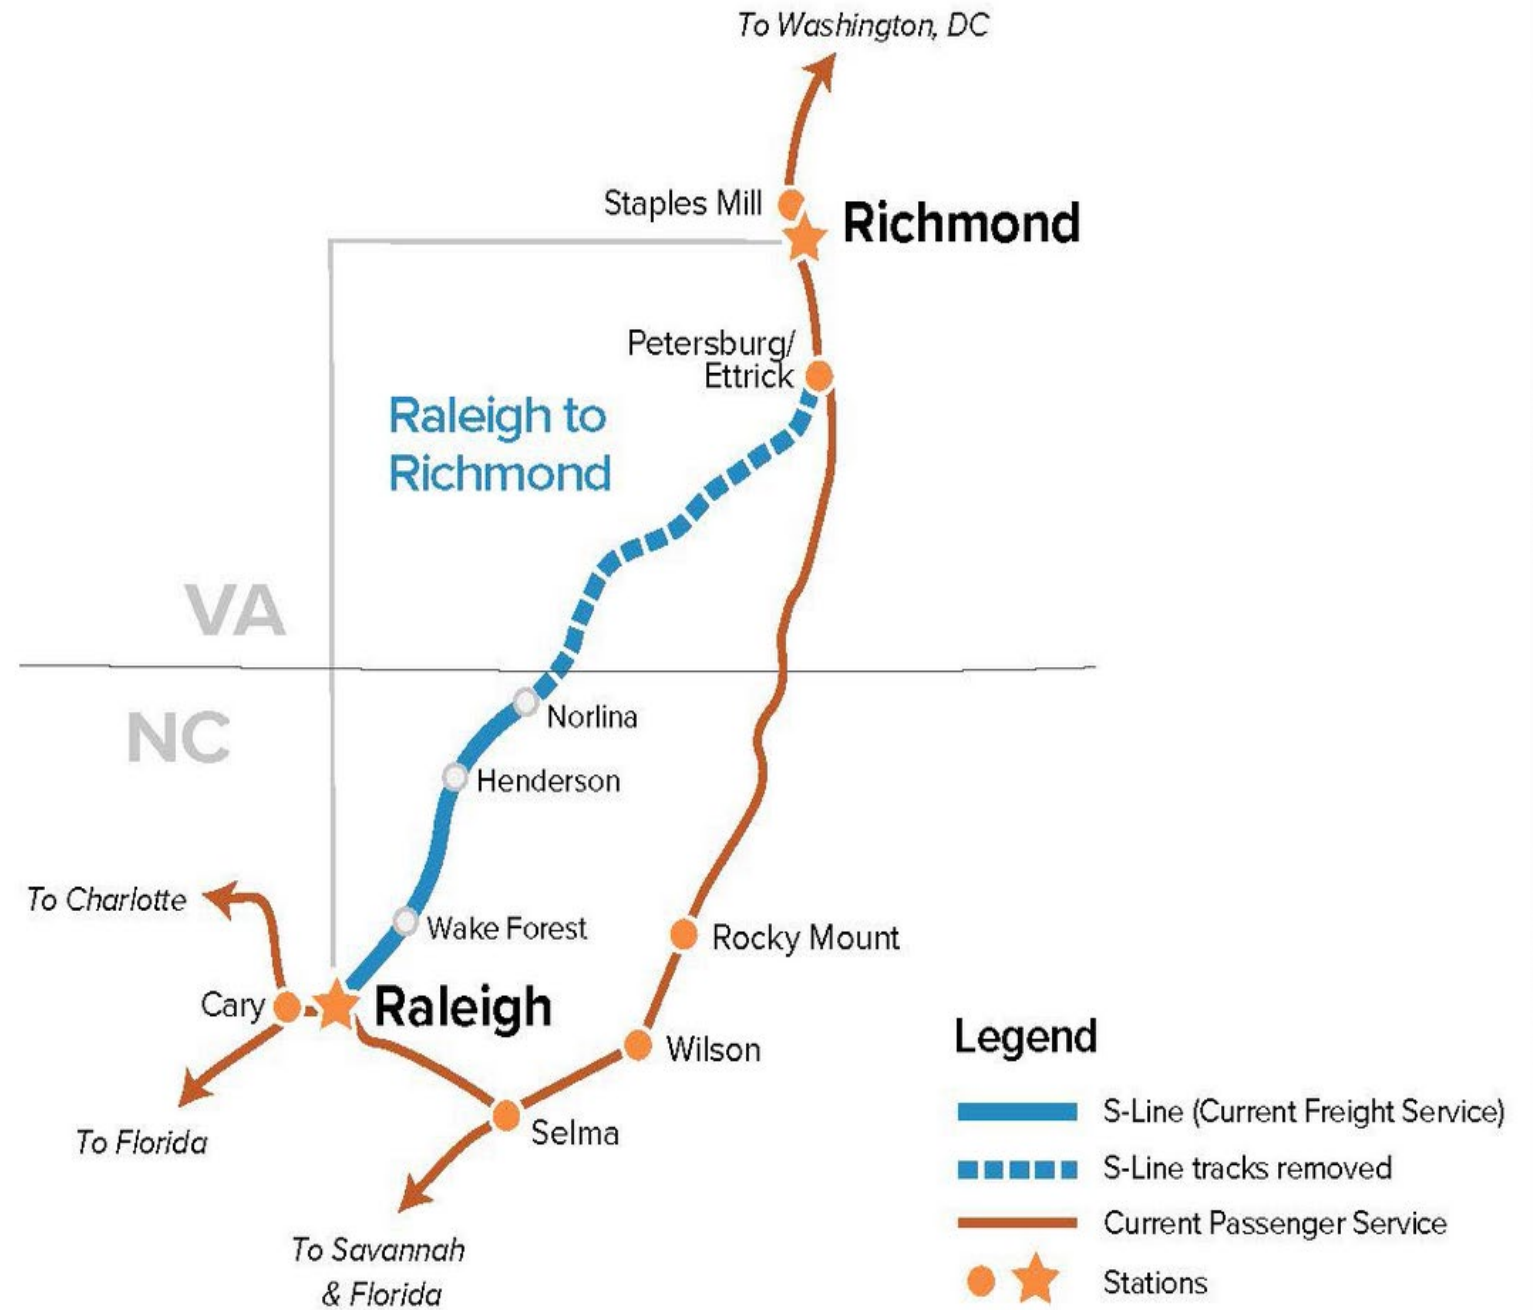 To Washington, DC
Staples Mill
Richmond
Petersburg/
Ettrick
Raleigh to
Richmond
VA
NC
Norlina
Henderson
To Charlotte
Wake Forest
Rocky Mount
Cary
Raleigh
Wilson
Selma
To Florida
To Savannah
& Florida
Legend
S-Line (Current Freight Service)
S-Line tracks removed
Current Passenger Service
Stations